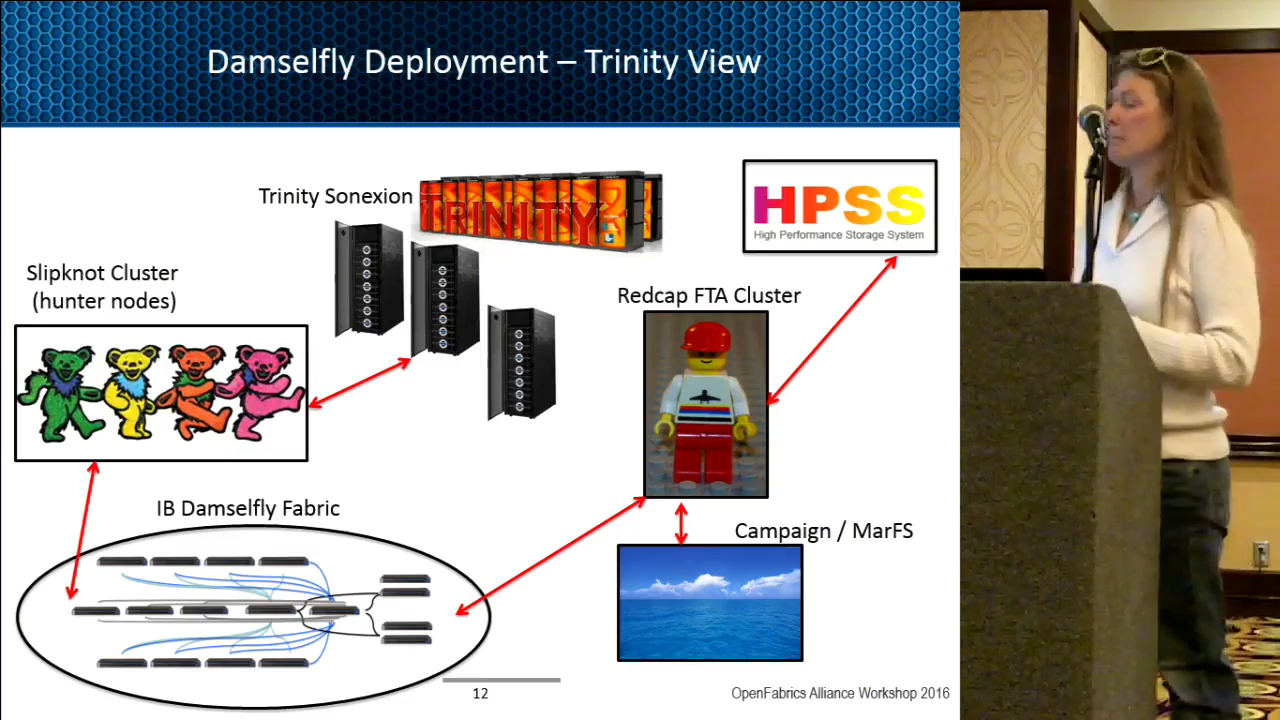 Damselfly Deployment – Trinity View
Trinity Sonexion
TRINITY
HPSS
High Performance Storage System
Slipknot Cluster
(hunter nodes)
Redcap FTA Cluster
IB Damselfly Fabric
Campaign / MarFS
12
OpenFabrics Alliance Workshop 2016